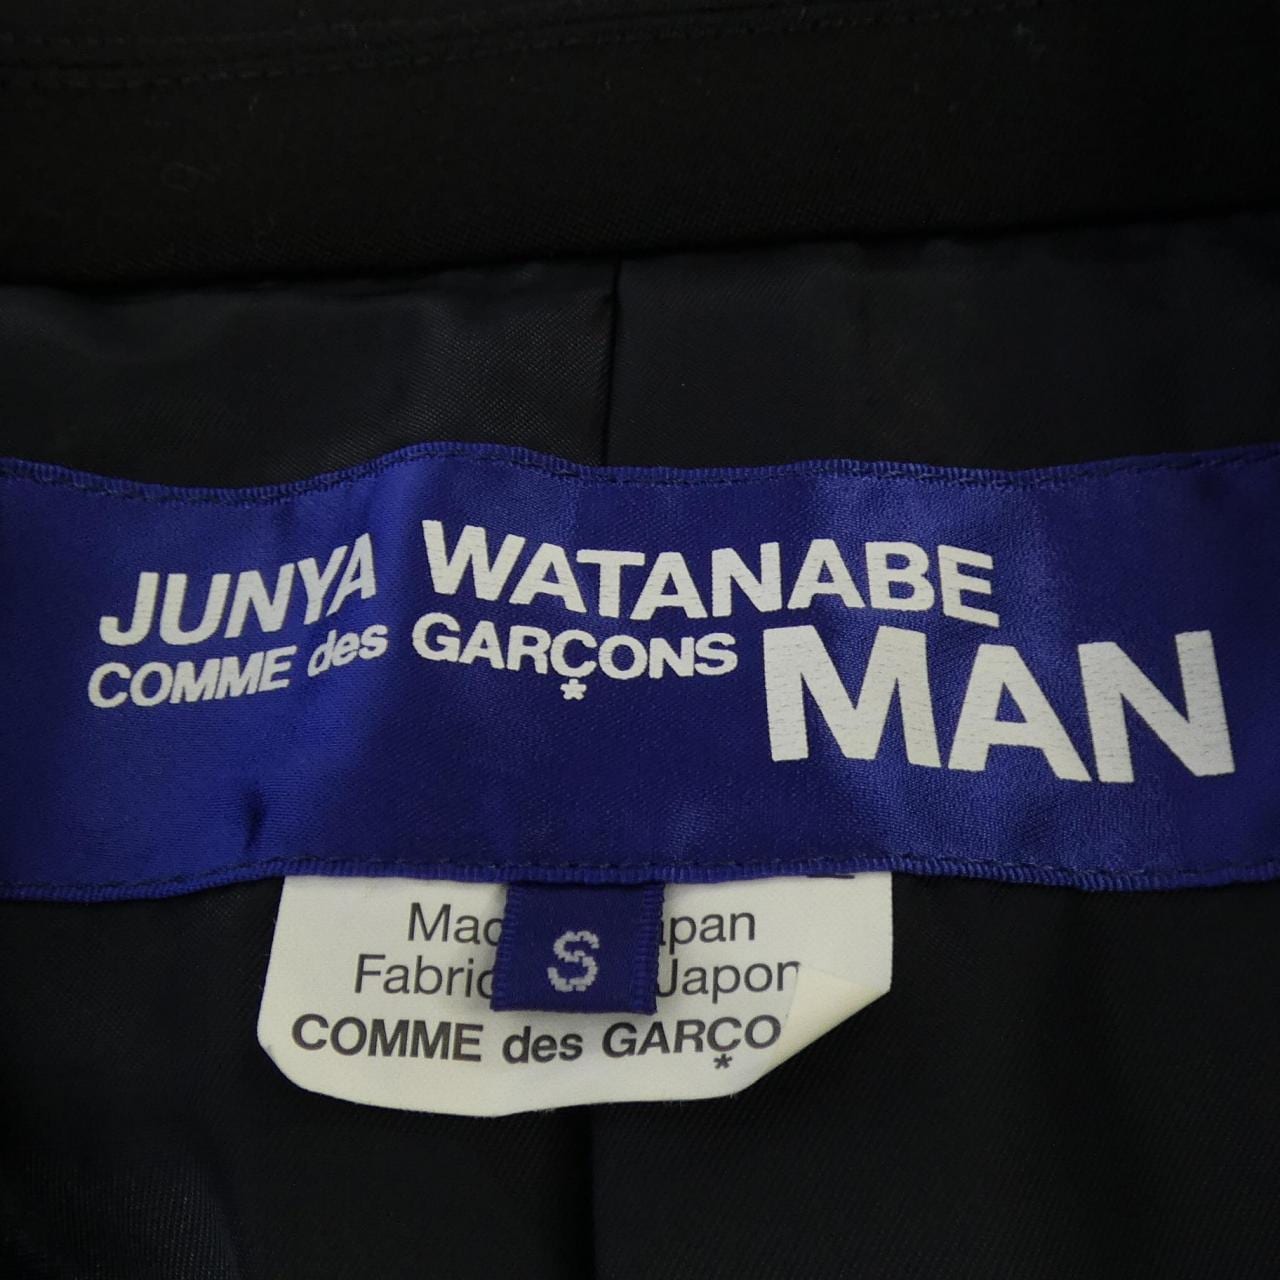 JUNYA WATANABE
COMME des GARÇONS MAN
*
S
Mac apan
Fabric Japon
COMME des GARÇO
*